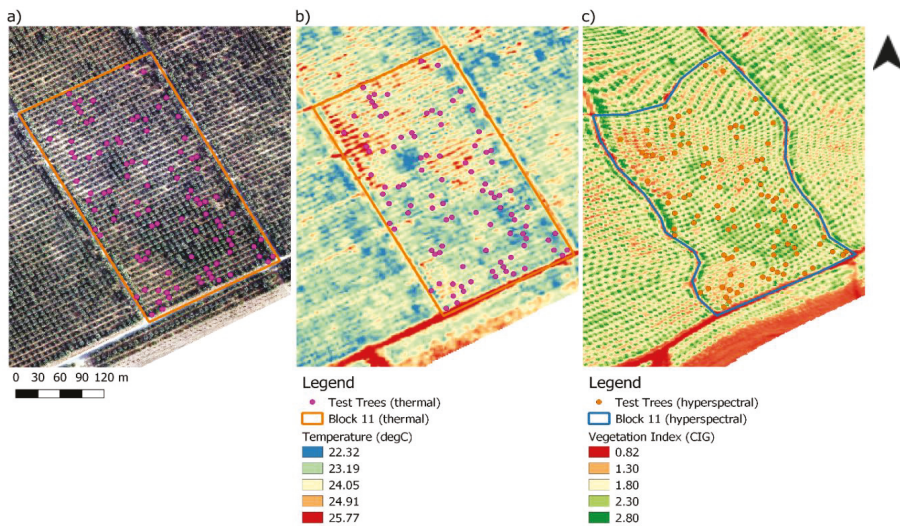 a)
b)
c)
0 30 60 90 120 m
Legend
Test Trees (thermal)
Block 11 (thermal)
Temperature (degC)
22.32
23.19
24.05
24.91
25.77
Legend
Test Trees (hyperspectral)
Block 11 (hyperspectral)
Vegetation Index (CIG)
0.82
1.30
1.80
2.30
2.80